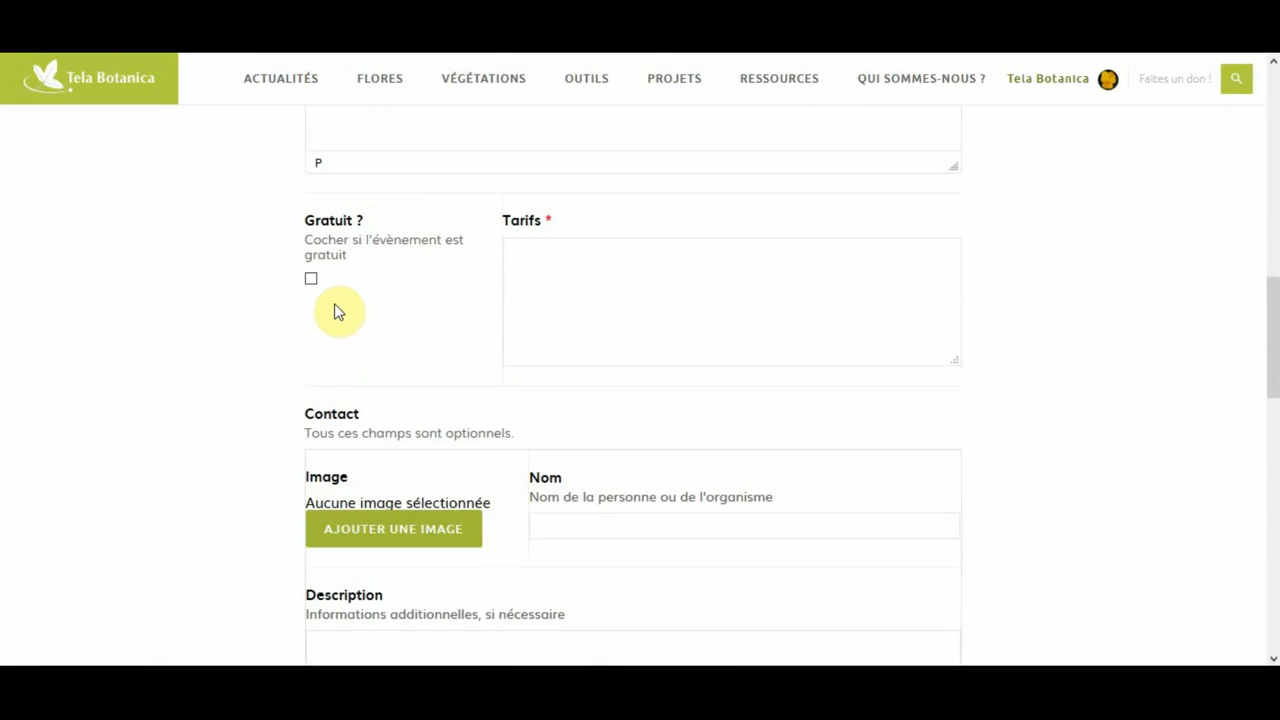 Tela Botanica
ACTUALITÉS FLORES VÉGÉTATIONS OUTILS PROJETS RESSOURCES QUI SOMMES-NOUS ? Tela Botanica Faites un don !
P
Gratuit ?
Cocher si l'évènement est
gratuit
Tarifs *
Contact
Tous ces champs sont optionnels.
Image
Aucune image sélectionnée
AJOUTER UNE IMAGE
Nom
Nom de la personne ou de l'organisme
Description
Informations additionnelles, si nécessaire